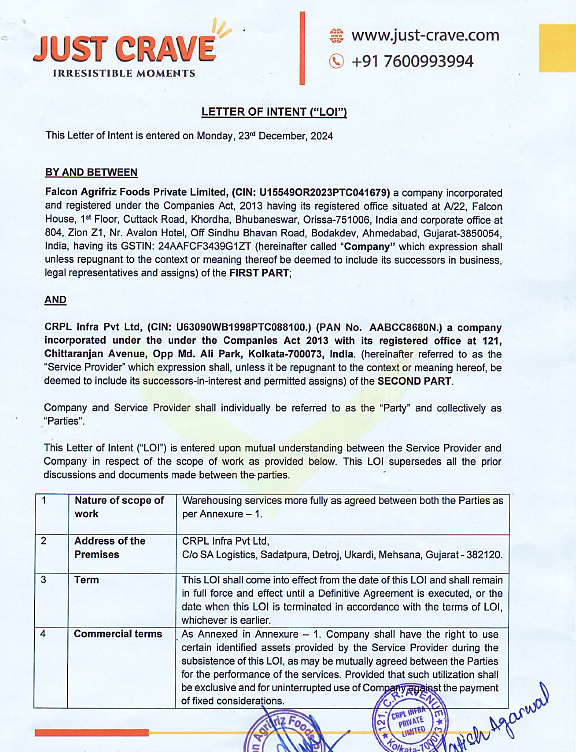 JUST CRAVE
IRRESISTIBLE MOMENTS
www.just-crave.com
+91 7600993994
LETTER OF INTENT ("LOI")
This Letter of Intent is entered on Monday, 23rd December, 2024
BY AND BETWEEN
Falcon Agrifriz Foods Private Limited, (CIN: U15549OR2023PTC041679) a company incorporated
and registered under the Companies Act, 2013 having its registered office situated at A/22, Falcon
House, 1st Floor, Cuttack Road, Khordha, Bhubaneswar, Orissa-751006, India and corporate office at
804, Zion Z1, Nr. Avalon Hotel, Off Sindhu Bhavan Road, Bodakdev, Ahmedabad, Gujarat-3850054,
India, having its GSTIN: 24AAFCF3439G1ZT (hereinafter called "Company" which expression shall
unless repugnant to the context or meaning thereof be deemed to include its successors in business,
legal representatives and assigns) of the FIRST PART;
AND
CRPL Infra Pvt Ltd, (CIN: U63090WB1998PTC088100.) (PAN No. AABCC8680N.) a company
incorporated under the under the Companies Act 2013 with its registered office at 121,
Chittaranjan Avenue, Opp Md. Ali Park, Kolkata-700073, India. (hereinafter referred to as the
"Service Provider" which expression shall, unless it be repugnant to the context or meaning hereof, be
deemed to include its successors-in-interest and permitted assigns) of the SECOND PART.
Company and Service Provider shall individually be referred to as the "Party" and collectively as
"Parties".
This Letter of Intent ("LOI") is entered upon mutual understanding between the Service Provider and
Company in respect of the scope of work as provided below. This LOI supersedes all the prior
discussions and documents made between the parties.
1 Nature of scope of work Warehousing services more fully as agreed between both the Parties as
per Annexure – 1.
2 Address of the Premises CRPL Infra Pvt Ltd,
C/o SA Logistics, Sadatpura, Detroj, Ukardi, Mehsana, Gujarat - 382120.
3 Term This LOI shall come into effect from the date of this LOI and shall remain
in full force and effect until a Definitive Agreement is executed, or the
date when this LOI is terminated in accordance with the terms of LOI,
whichever is earlier.
4 Commercial terms As Annexed in Annexure – 1. Company shall have the right to use
certain identified assets provided by the Service Provider during the
subsistence of this LOI, as may be mutually agreed between the Parties
for the performance of the services. Provided that such utilization shall
be exclusive and for uninterrupted use of Company against the payment
of fixed considerations.
Agrifriz Foods
121, C.R. AVENUE
CRPL INFRA
PRIVATE
LIMITED
Kolkata-700073
Agarwal